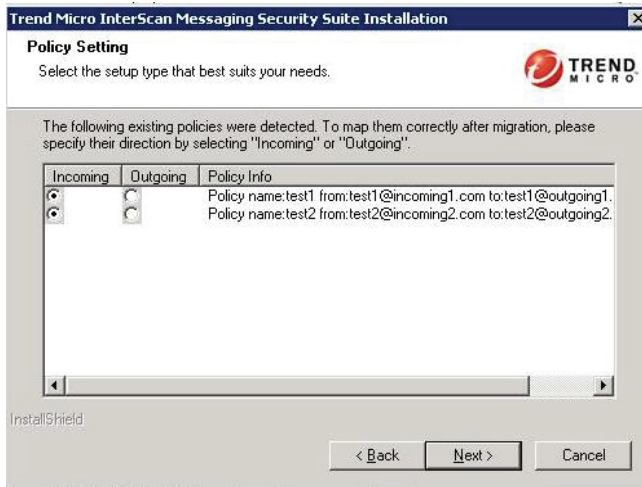 Trend Micro InterScan Messaging Security Suite Installation
Policy Setting
Select the setup type that best suits your needs.
TREND
MICRO
The following existing policies were detected. To map them correctly after migration, please
specify their direction by selecting "Incoming" or "Outgoing".
Incoming Outgoing Policy Info
Policy name:test1 from:test1@incoming1.com to:test1@outgoing1.
Policy name:test2 from:test2@incoming2.com to:test2@outgoing2.
InstallShield
< Back Next > Cancel